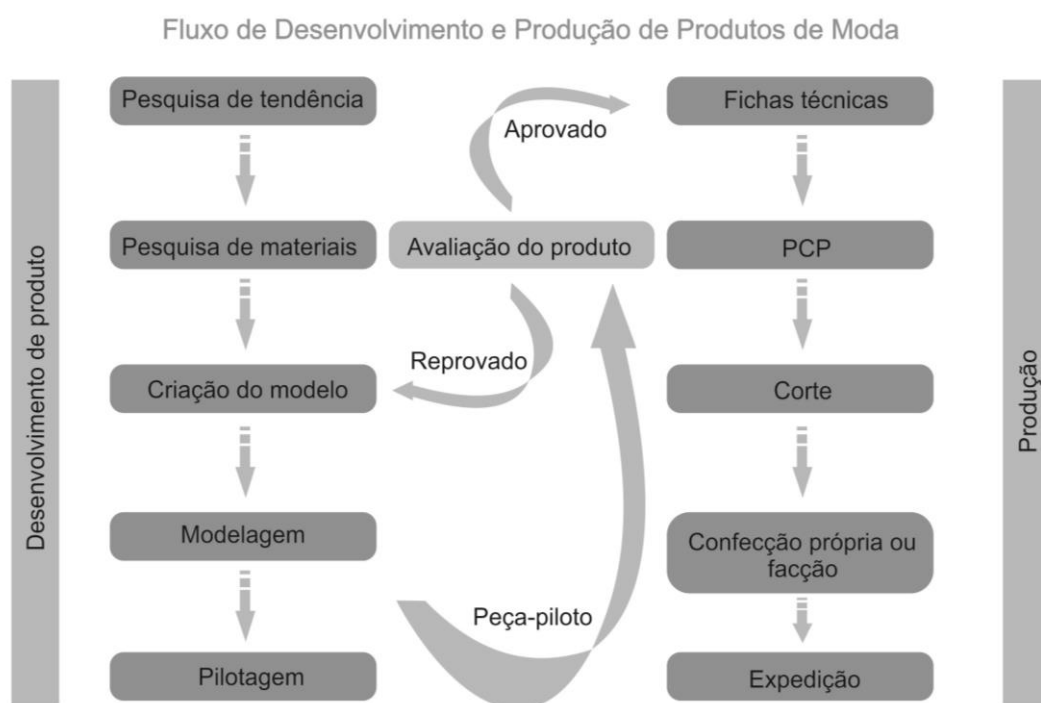 Fluxo de Desenvolvimento e Produção de Produtos de Moda
Desenvolvimento de produto
Pesquisa de tendência
Pesquisa de materiais
Criação do modelo
Modelagem
Pilotagem
Peça-piloto
Avaliação do produto
Aprovado
Reprovado
Fichas técnicas
PCP
Corte
Confecção própria ou
facção
Expedição
Produção